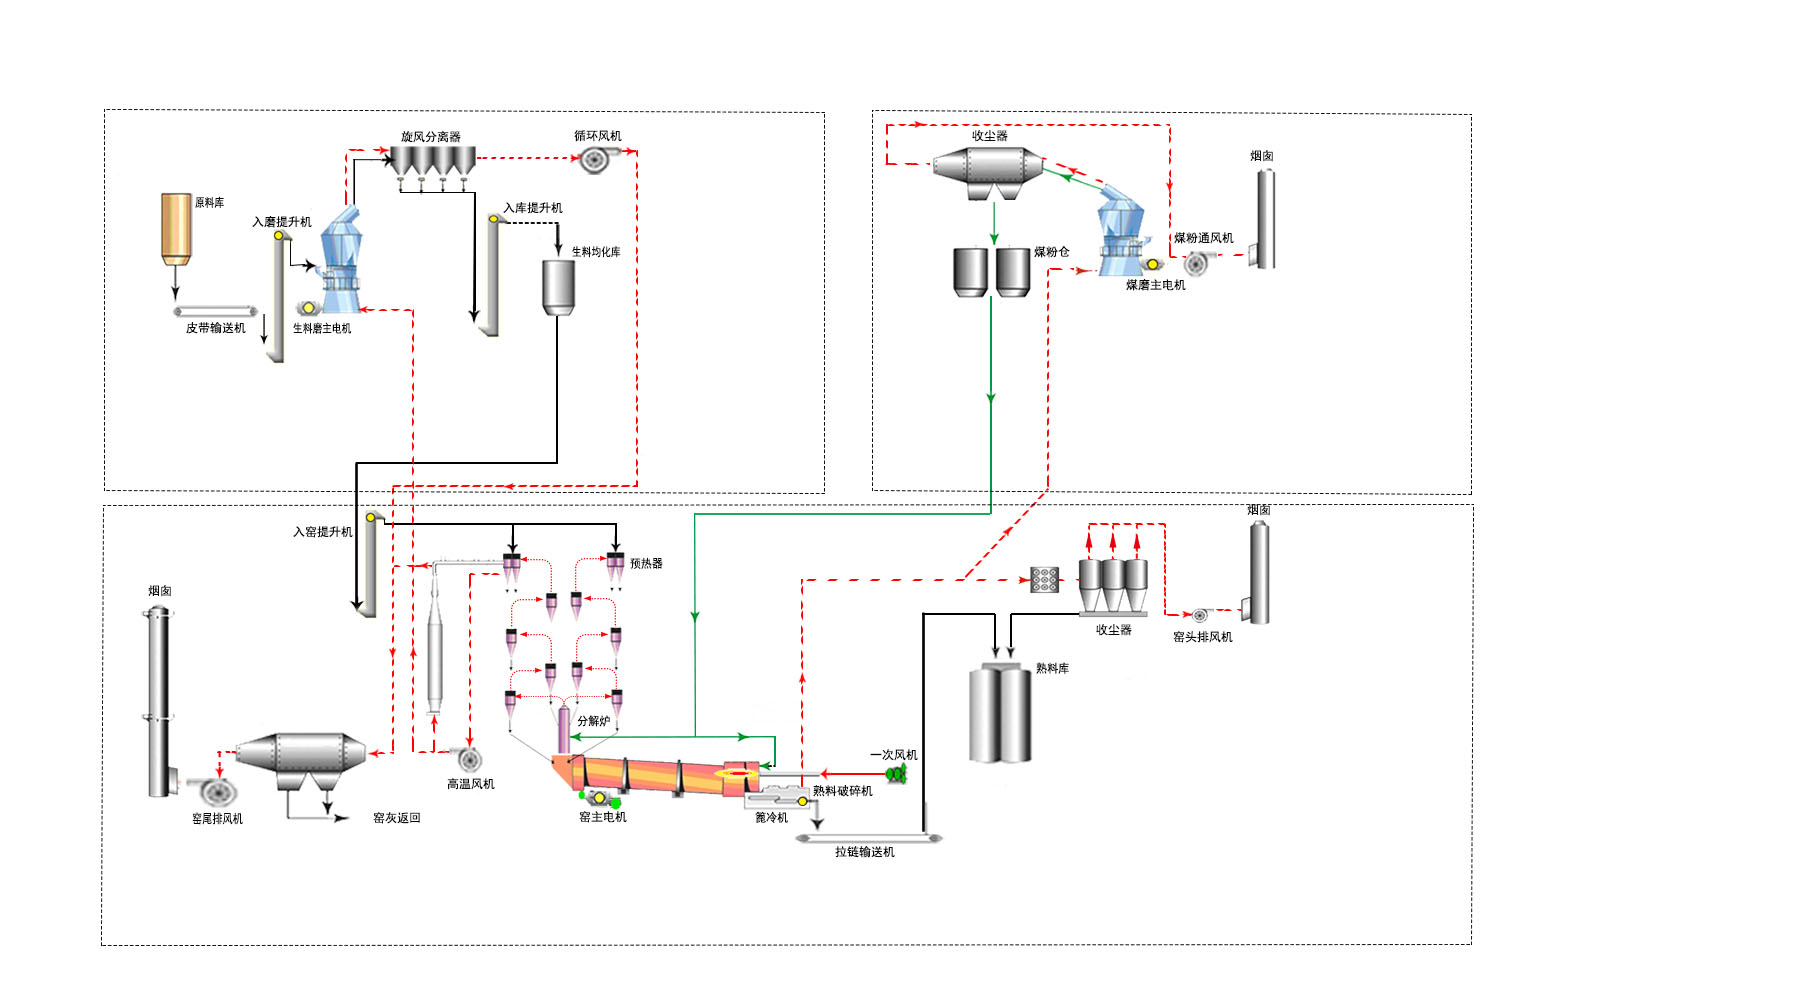 旋风分离器
循环风机
原料库
入磨提升机
入库提升机
生料均化库
皮带输送机
生料磨主电机
收尘器
烟囱
煤粉通风机
煤粉仓
煤磨主电机
入窑提升机
预热器
烟囱
烟囱
收尘器
窑头排风机
熟料库
分解炉
一次风机
高温风机
熟料破碎机
窑尾排风机
窑灰返回
窑主电机
篦冷机
拉链输送机